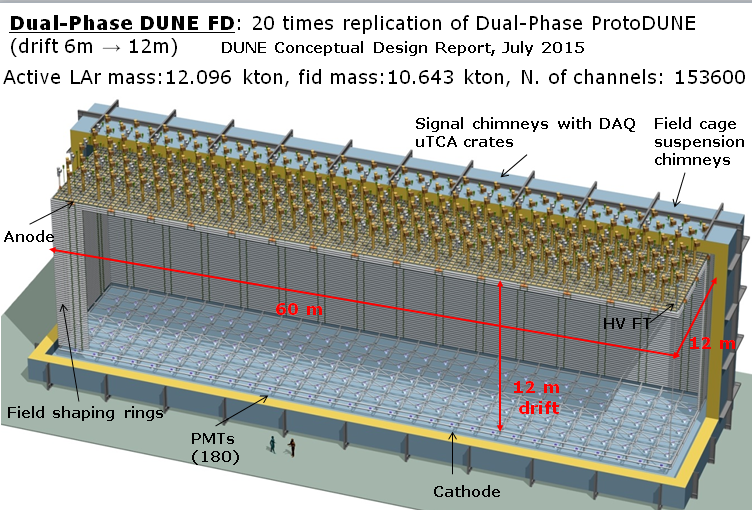 Dual-Phase DUNE FD: 20 times replication of Dual-Phase ProtoDUNE
(drift 6m → 12m) DUNE Conceptual Design Report, July 2015
Active LAr mass:12.096 kton, fid mass:10.643 kton, N. of channels: 153600
Signal chimneys with DAQ
uTCA crates
Field cage
suspension
chimneys
Anode
60 m
HV FT
12 m
12 m
drift
Field shaping rings
PMTs
(180)
Cathode